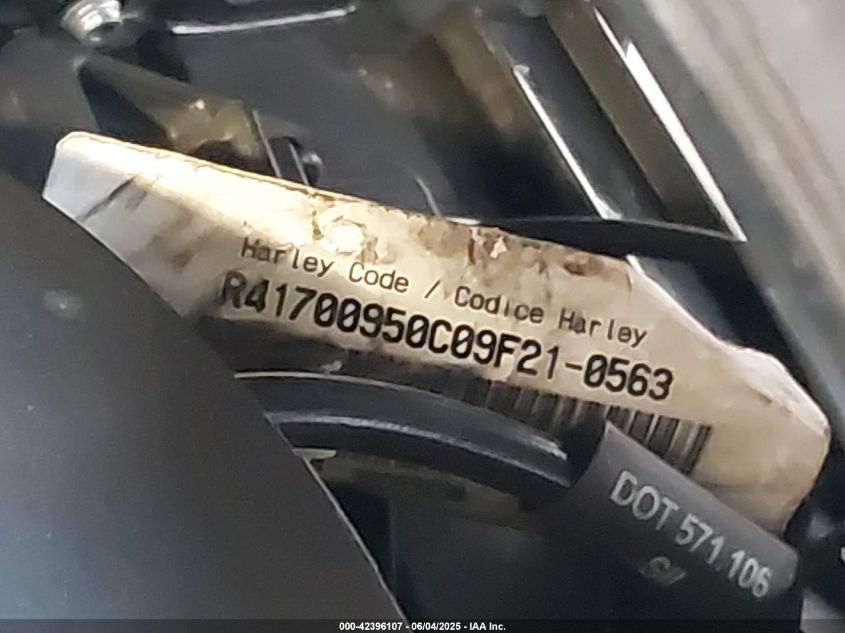 Harley Code / Codice Harley
R41700950C09F21-0563
DOT 571.106
000-42396107 - 06/04/2025 - IAA Inc.